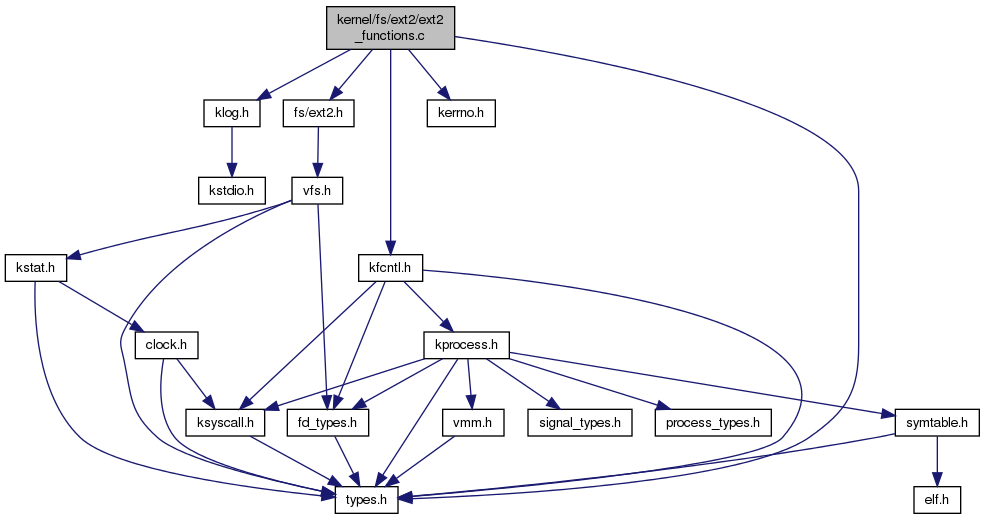 kernel/fs/ext2/ext2
_functions.c
klog.h
fs/ext2.h
kerrno.h
kstdio.h
vfs.h
kstat.h
kfcntl.h
clock.h
kprocess.h
ksyscall.h
fd_types.h
vmm.h
signal_types.h
process_types.h
symtable.h
types.h
elf.h